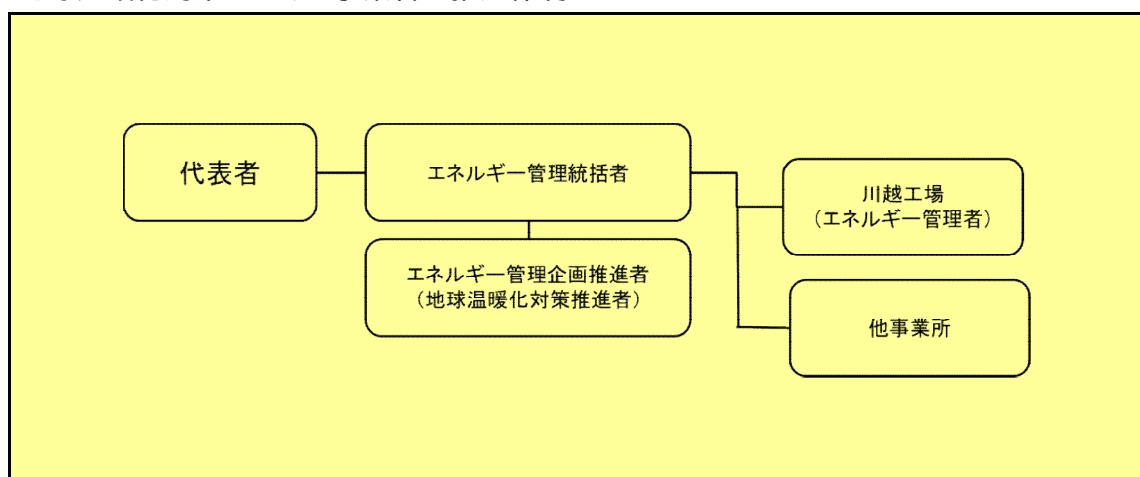 代表者
エネルギー管理統括者
エネルギー管理企画推進者
（地球温暖化対策推進者）
川越工場
（エネルギー管理者）
他事業所